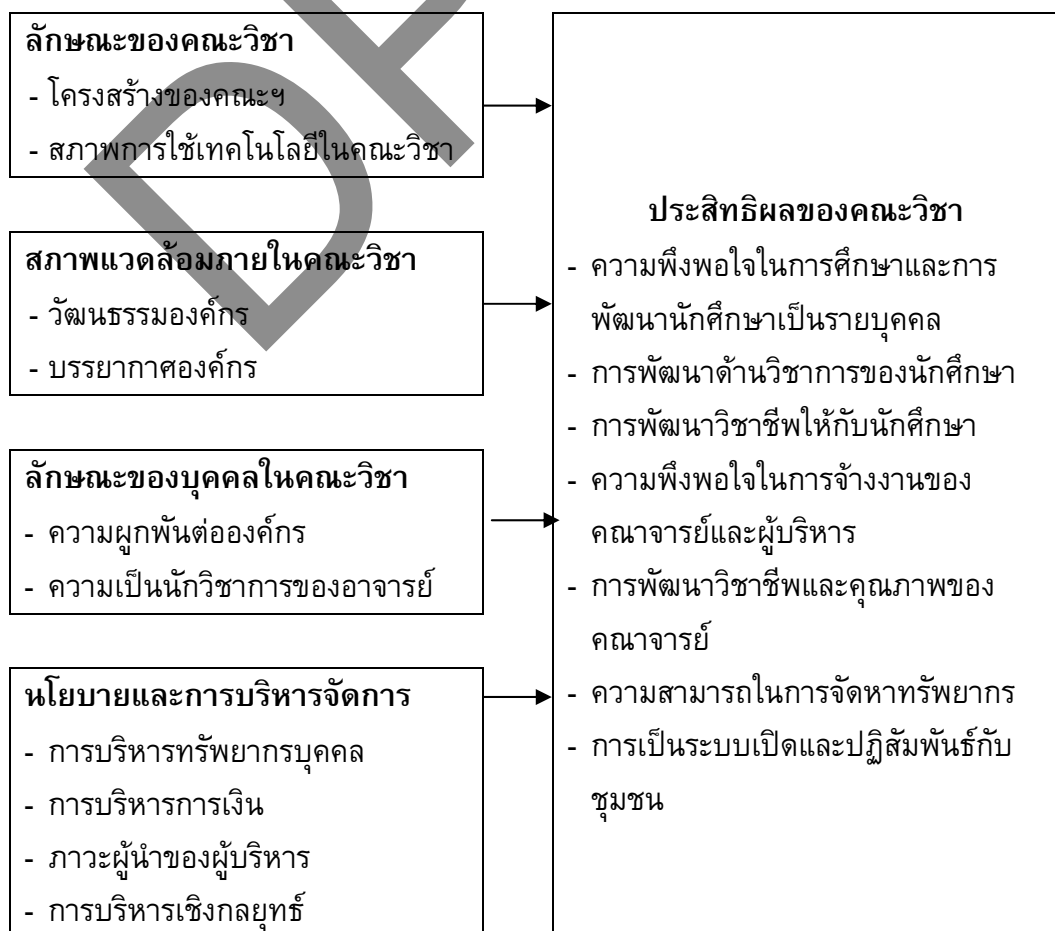 ลักษณะของคณะวิชา
- โครงสร้างของคณะฯ
- สภาพการใช้เทคโนโลยีในคณะวิชา
สภาพแวดล้อมภายในคณะวิชา
- วัฒนธรรมองค์กร
- บรรยากาศองค์กร
ลักษณะของบุคคลในคณะวิชา
- ความผูกพันต่อองค์กร
- ความเป็นนักวิชาการของอาจารย์
นโยบายและการบริหารจัดการ
- การบริหารทรัพยากรบุคคล
- การบริหารการเงิน
- ภาวะผู้นำของผู้บริหาร
- การบริหารเชิงกลยุทธ์
ประสิทธิผลของคณะวิชา
- ความพึงพอใจในการศึกษาและการ
พัฒนานักศึกษาเป็นรายบุคคล
- การพัฒนาด้านวิชาการของนักศึกษา
- การพัฒนาวิชาชีพให้กับนักศึกษา
- ความพึงพอใจในการจ้างงานของ
คณาจารย์และผู้บริหาร
- การพัฒนาวิชาชีพและคุณภาพของ
คณาจารย์
- ความสามารถในการจัดหาทรัพยากร
- การเป็นระบบเปิดและปฏิสัมพันธ์กับ
ชุมชน